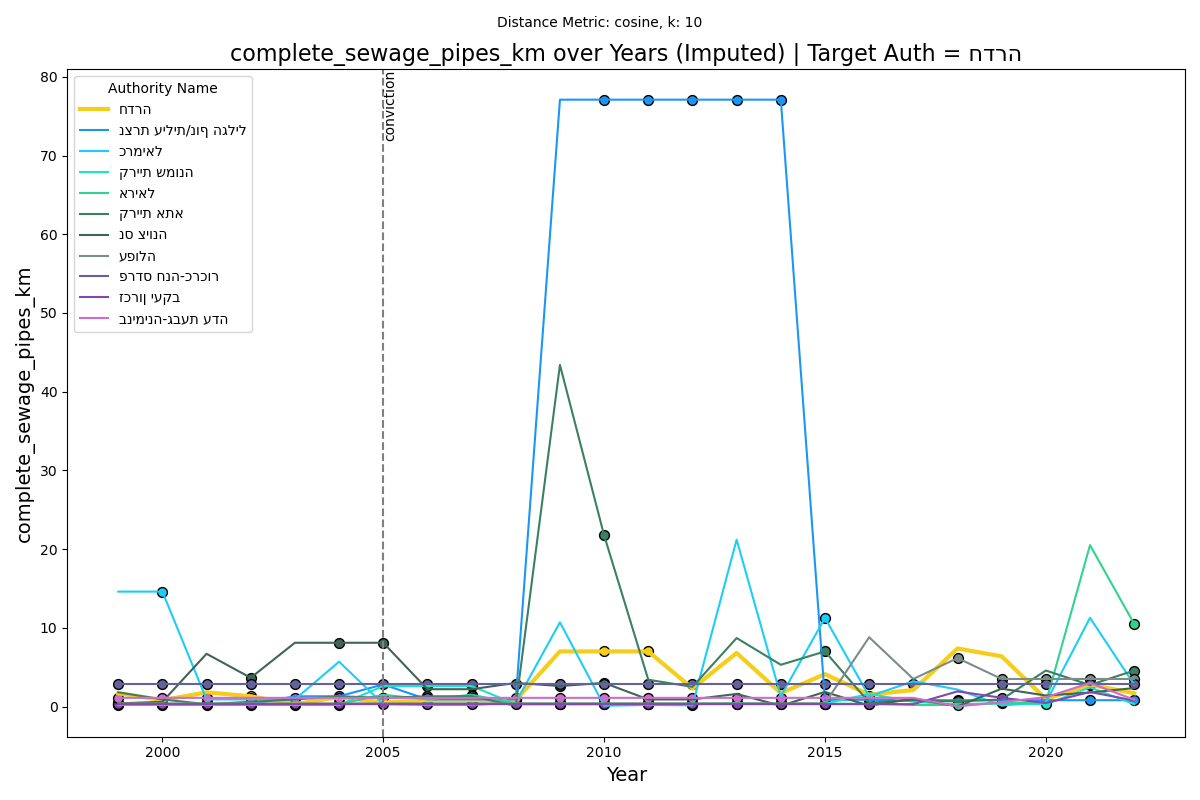 Distance Metric: cosine, k: 10
complete_sewage_pipes_km over Years (Imputed) | Target Auth = חדרה
complete_sewage_pipes_km
80
70
60
50
40
30
20
10
0
Authority Name
חדרה
נצרת עילית/נוף הגליל
כרמיאל
קריית שמונה
אריאל
קריית אתא
נס ציונה
עפולה
פרדס חנה-כרכור
זכרון יעקב
בנימינה-גבעת עדה
conviction
2000
2005
2010
2015
2020
Year